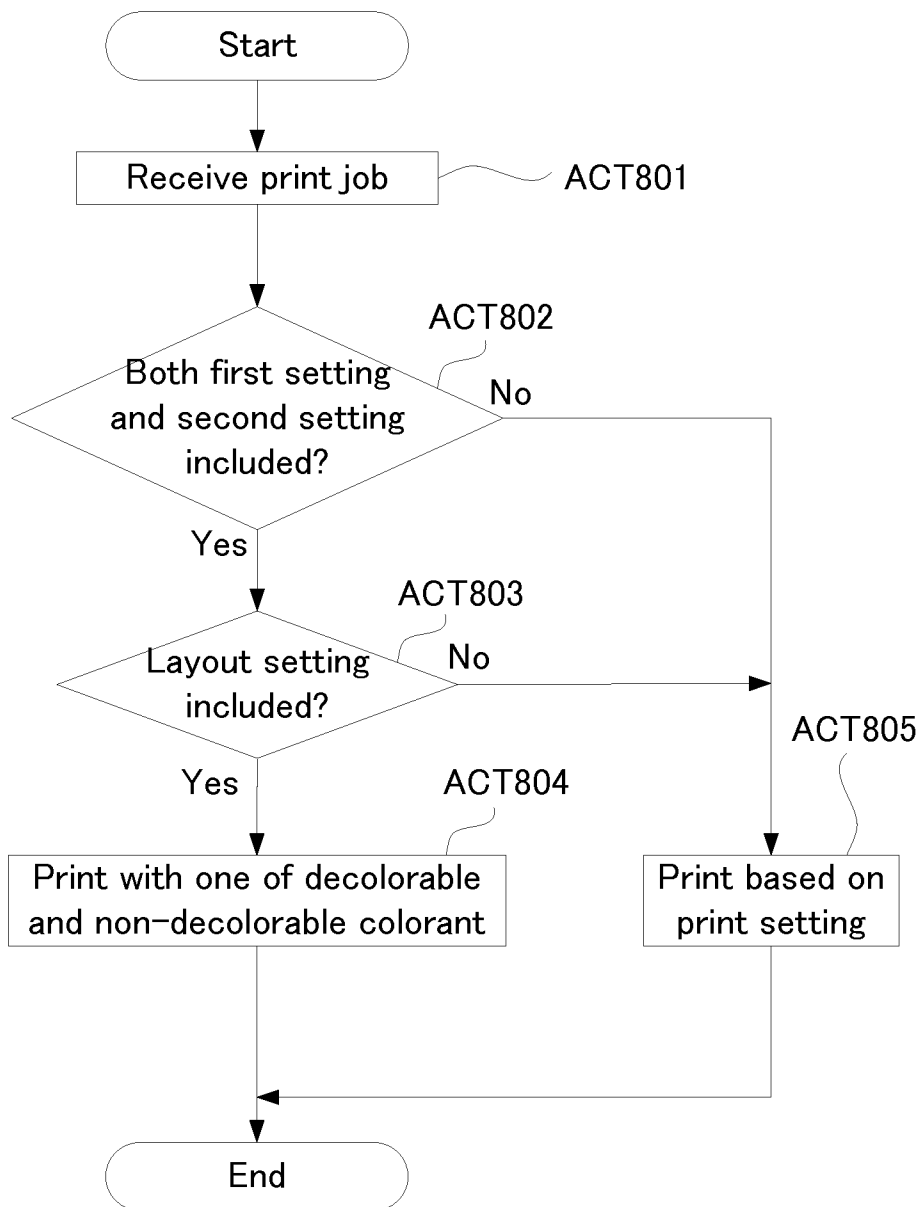 Start
Receive print job
ACT801
ACT802
Both first setting
and second setting
included?
No
Yes
ACT803
Layout setting
included?
No
Yes
ACT804
ACT805
Print with one of decolorable
and non-decolorable colorant
Print based on
print setting
End